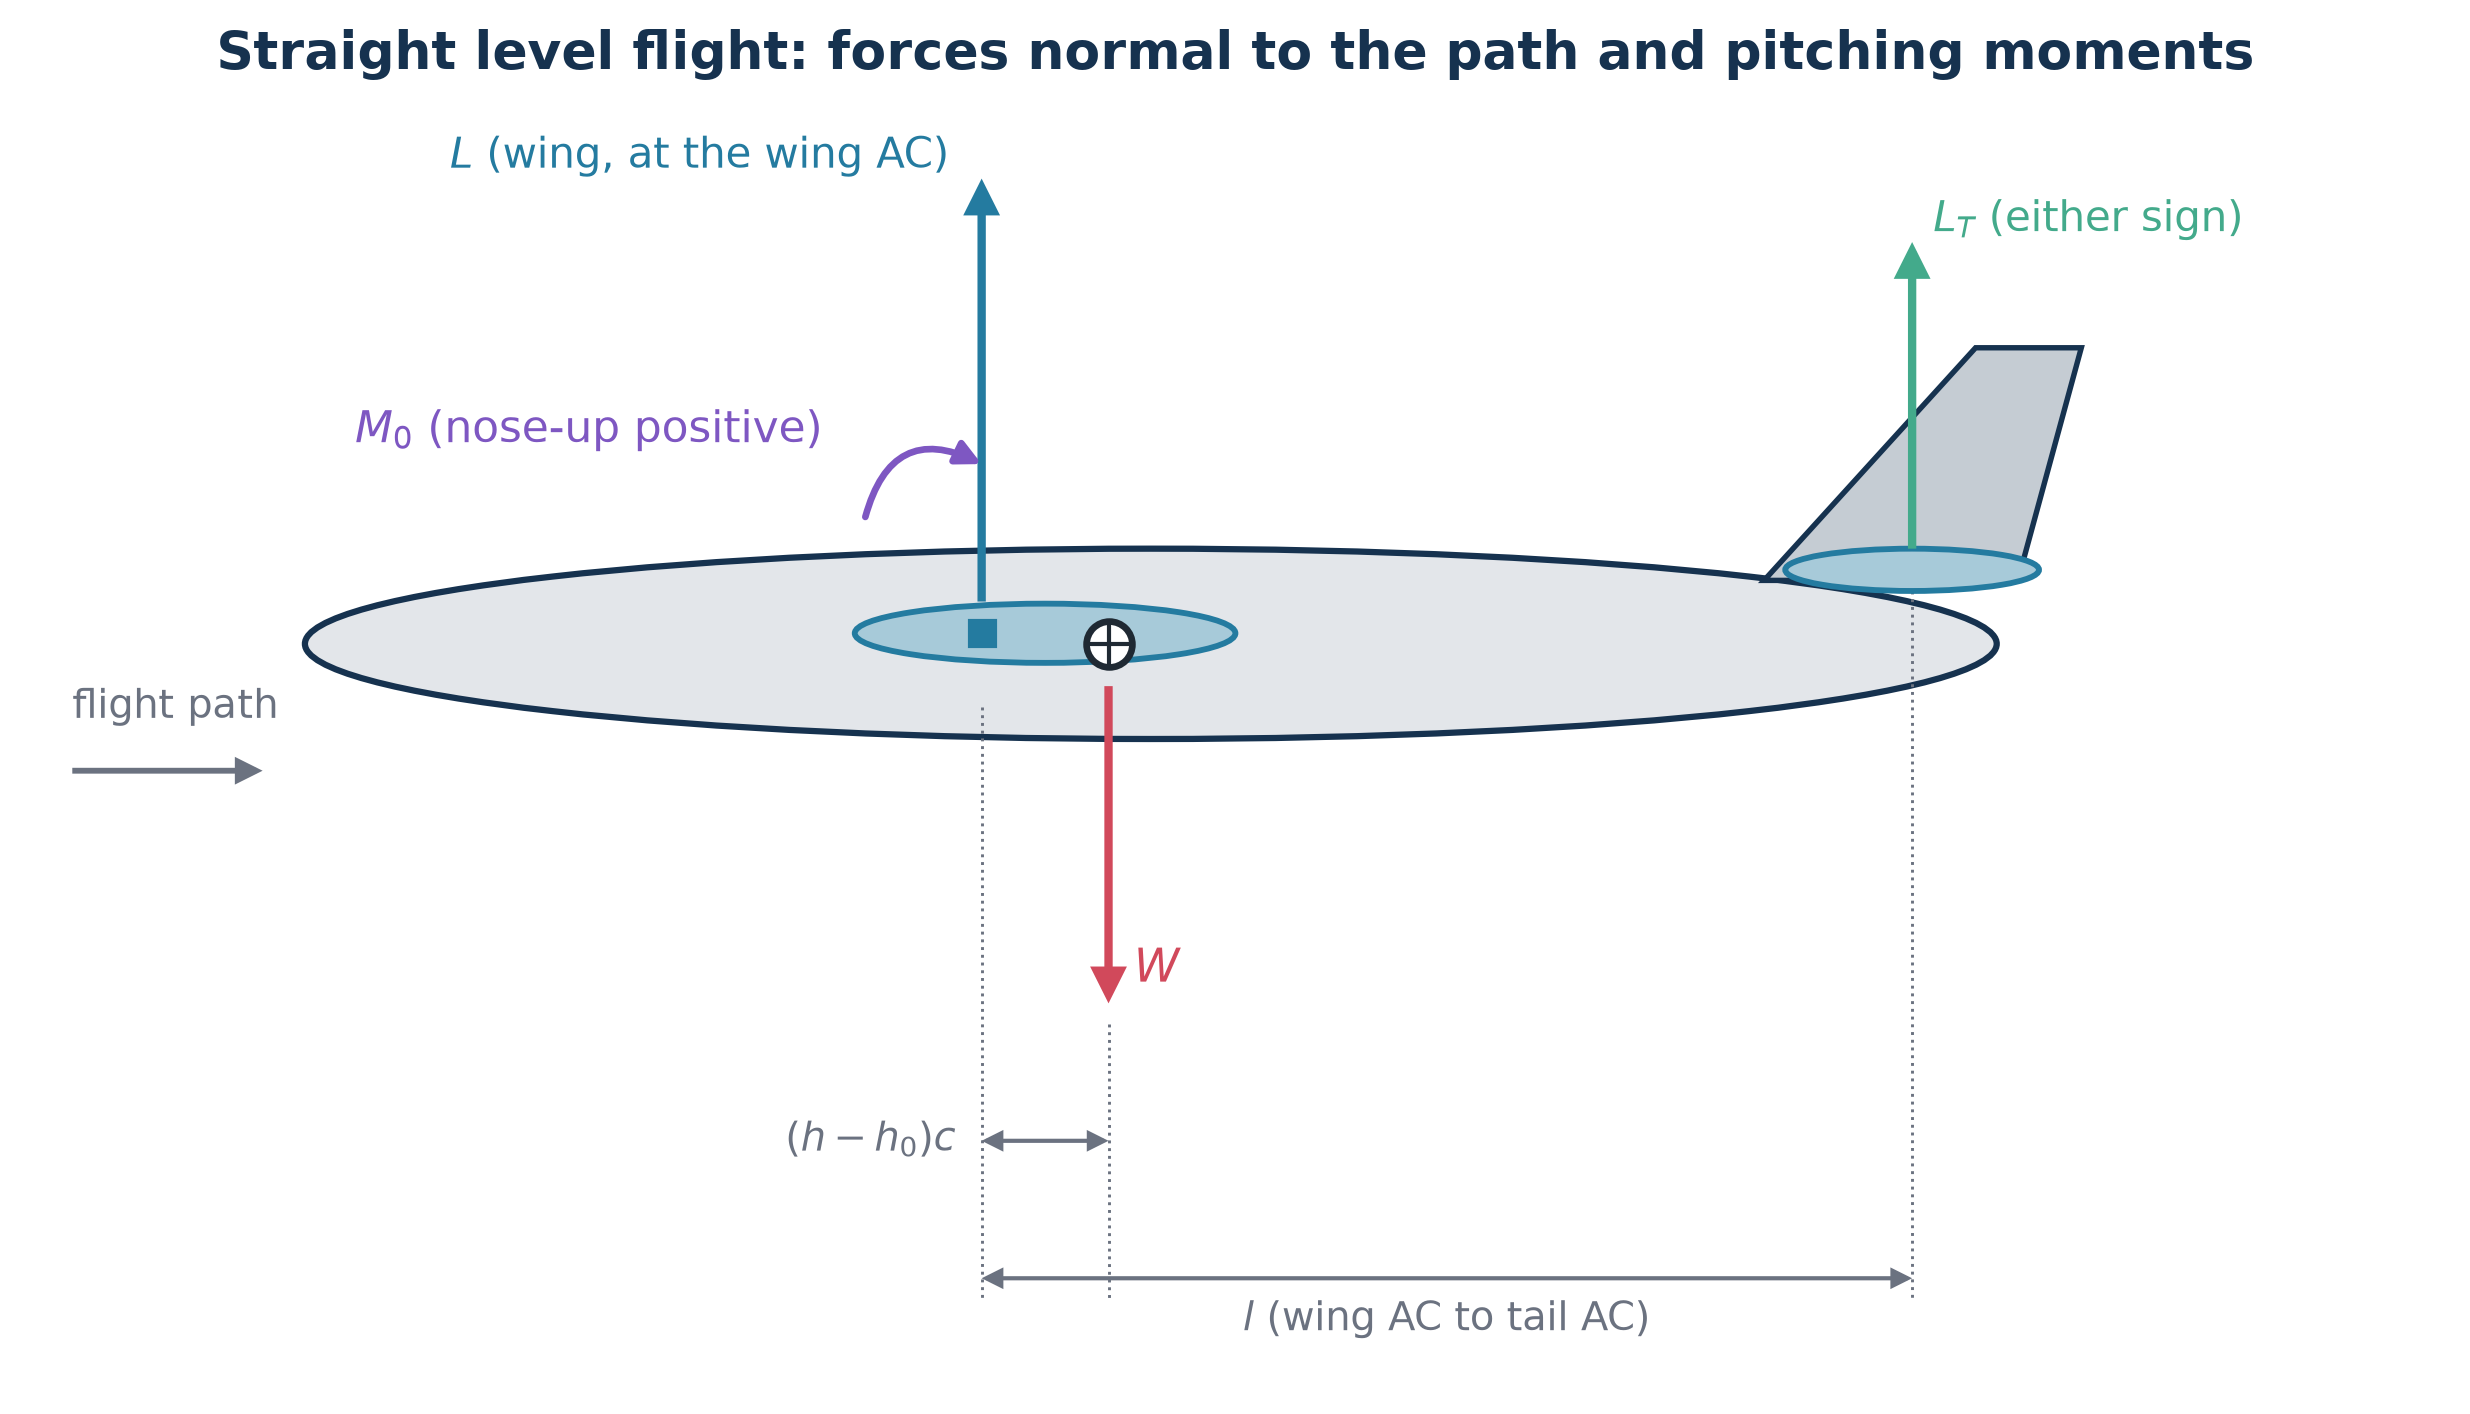 Straight level flight: forces normal to the path and pitching moments
L (wing, at the wing AC)
L_T (either sign)
M_0 (nose-up positive)
flight path
W
(h − h_0)c
l (wing AC to tail AC)